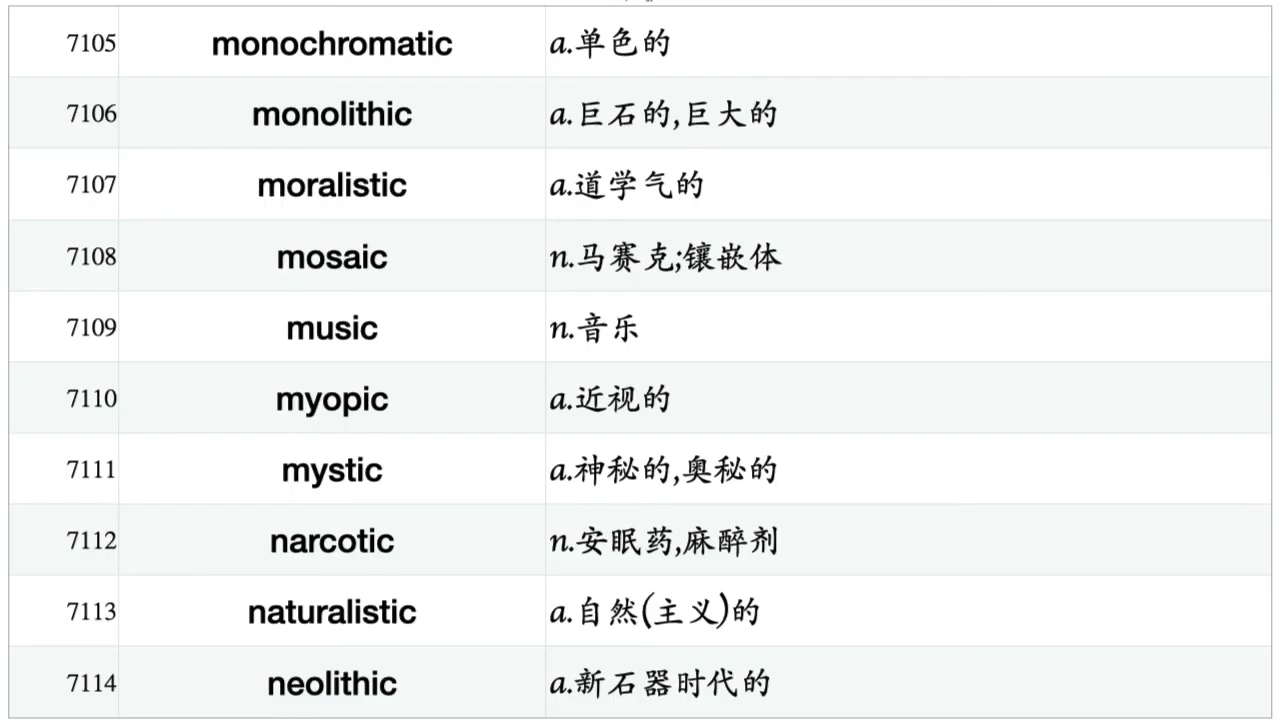 7105 monochromatic a.单色的
7106 monolithic a.巨石的,巨大的
7107 moralistic a.道学气的
7108 mosaic n.马赛克;镶嵌体
7109 music n.音乐
7110 myopic a.近视的
7111 mystic a.神秘的,奥秘的
7112 narcotic n.安眠药,麻醉剂
7113 naturalistic a.自然(主义)的
7114 neolithic a.新石器时代的